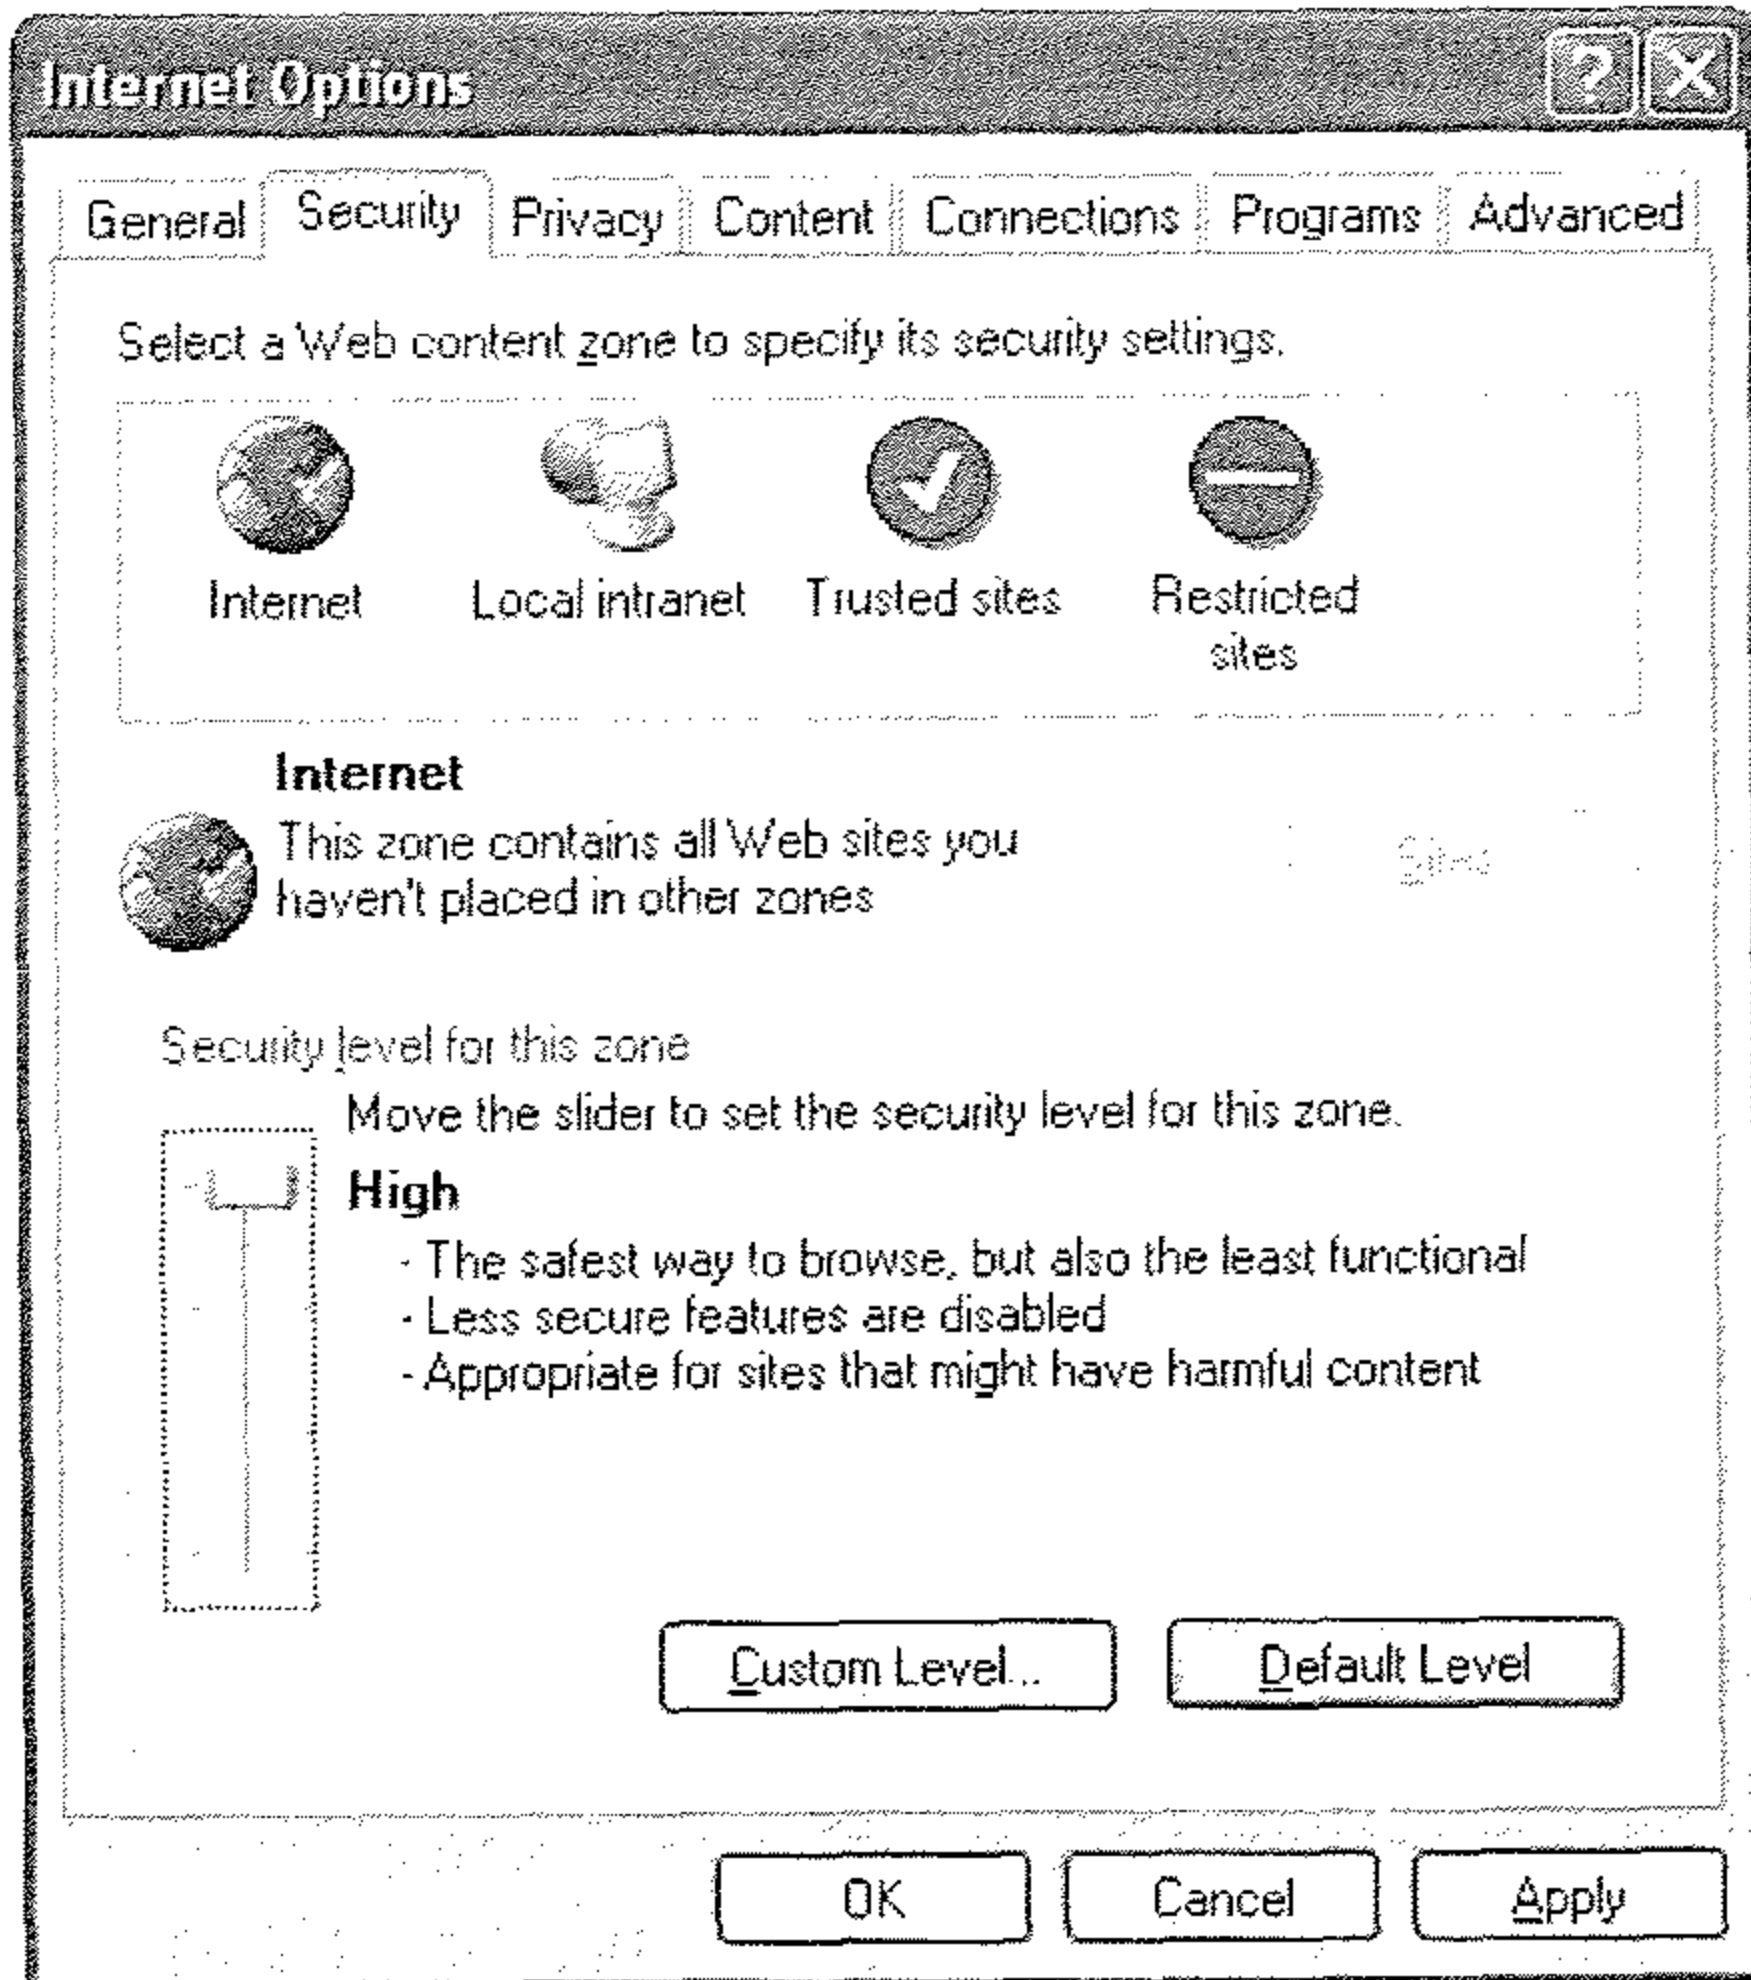 Internet Options
General Security Privacy Content Connections Programs Advanced
Select a Web content zone to specify its security settings.
Internet Local intranet Trusted sites Restricted
sites
Internet
This zone contains all Web sites you
haven't placed in other zones
Sites
Security level for this zone
Move the slider to set the security level for this zone.
High
- The safest way to browse, but also the least functional
- Less secure features are disabled
- Appropriate for sites that might have harmful content
Custom Level... Default Level
OK Cancel Apply